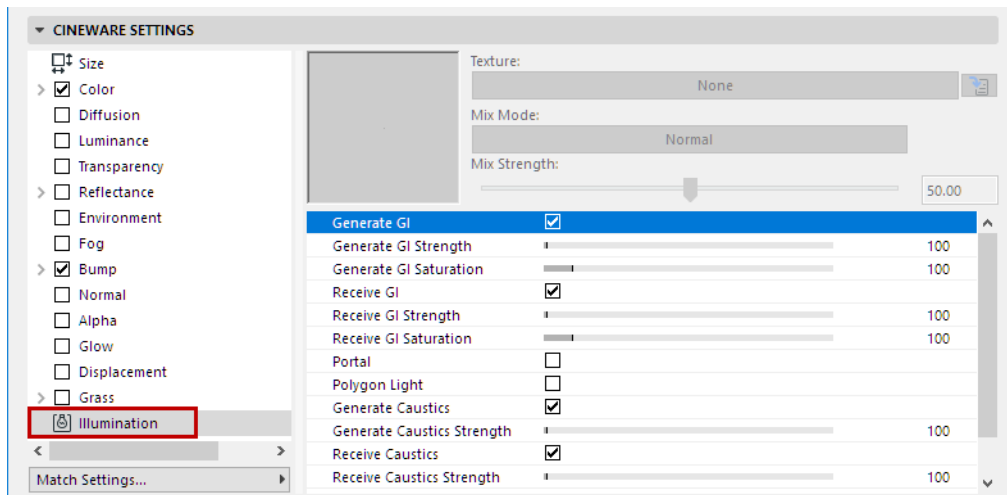 CINEWARE SETTINGS
Size
Color
Diffusion
Luminance
Transparency
Reflectance
Environment
Fog
Bump
Normal
Alpha
Glow
Displacement
Grass
Illumination
Match Settings...
Texture:
None
Mix Mode:
Normal
Mix Strength:
50.00
Generate GI
Generate GI Strength 100
Generate GI Saturation 100
Receive GI
Receive GI Strength 100
Receive GI Saturation 100
Portal
Polygon Light
Generate Caustics
Generate Caustics Strength 100
Receive Caustics
Receive Caustics Strength 100